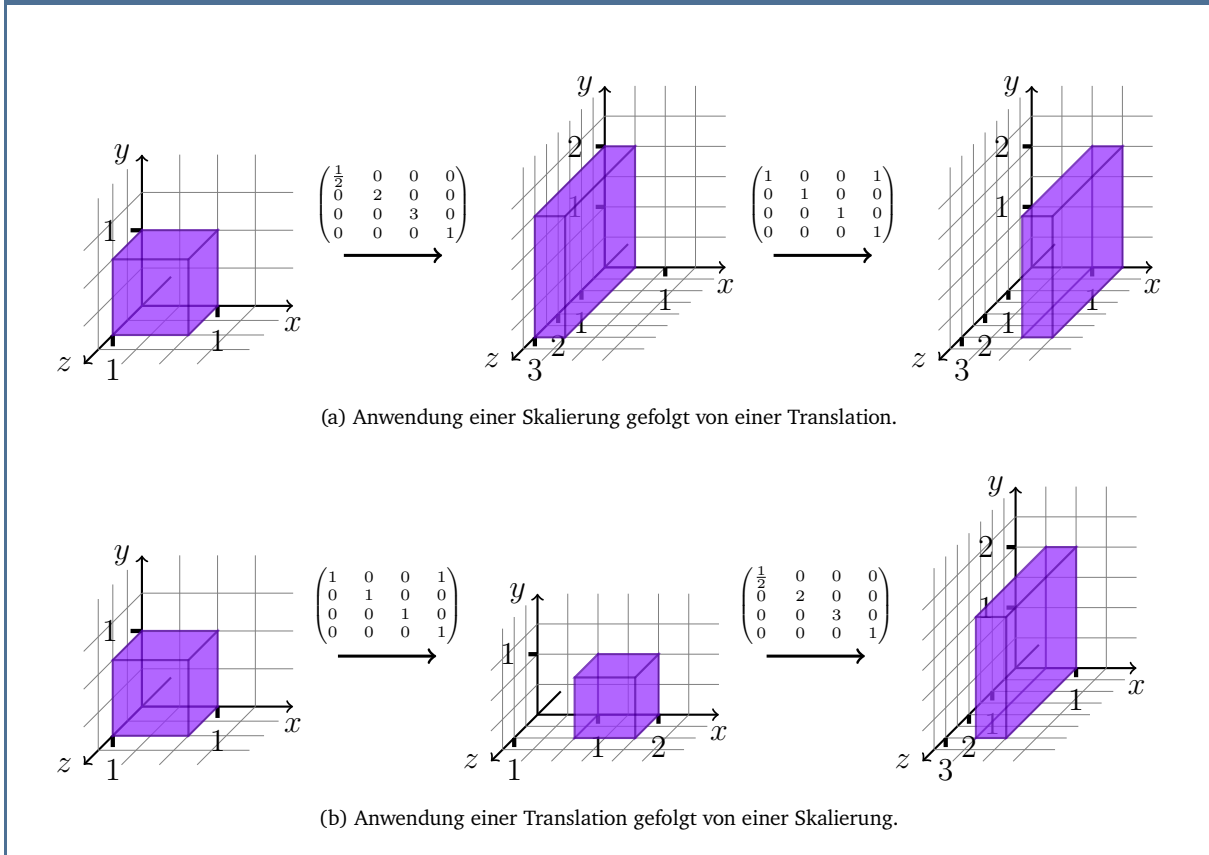 y
1
x
1
z
1
(1/2 0 0 0
0 2 0 0
0 0 3 0
0 0 0 1)
y
2
1
x
1
1
2
3
z
(1 0 0 1
0 1 0 0
0 0 1 0
0 0 0 1)
y
2
1
x
1
1
2
3
z
(a) Anwendung einer Skalierung gefolgt von einer Translation.
y
1
x
1
z
1
(1 0 0 1
0 1 0 0
0 0 1 0
0 0 0 1)
y
1
x
1 2
z
1
(1/2 0 0 0
0 2 0 0
0 0 3 0
0 0 0 1)
y
2
1
x
1
1
2
3
z
(b) Anwendung einer Translation gefolgt von einer Skalierung.